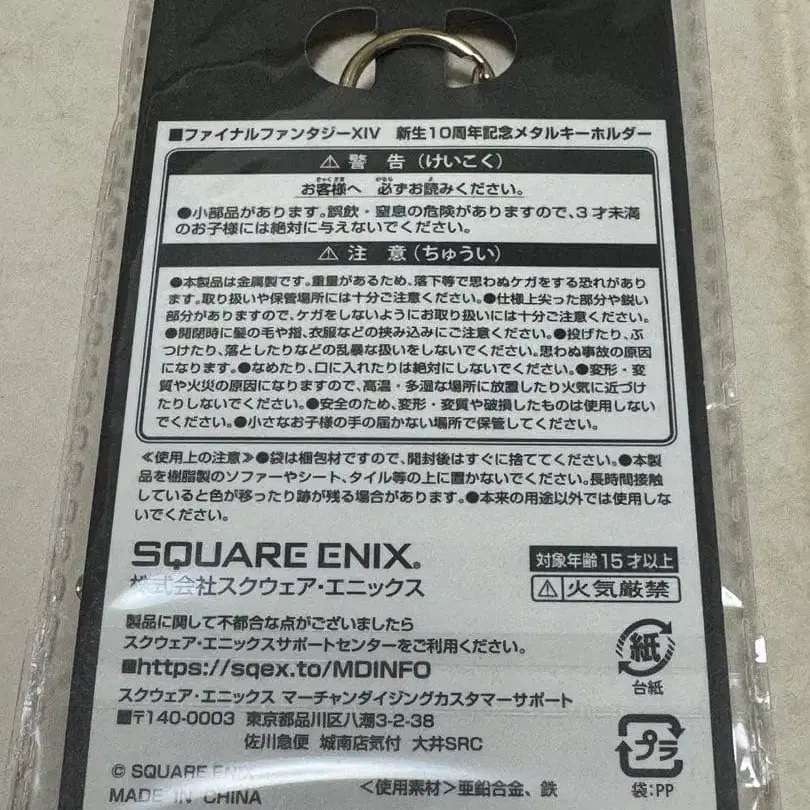 ■ファイナルファンタジーXIV 新生10周年記念メタルキーホルダー
⚠ 警告(けいこく)
お客様へ 必ずお読みください。
●小部品があります。誤飲・窒息の危険がありますので、3才未満
のお子様には絶対に与えないでください。
⚠ 注意(ちゅうい)
●本製品は金属製です。重量があるため、落下等で思わぬケガをする恐れがあり
ます。取り扱いや保管場所には十分ご注意ください。●仕様上尖った部分や鋭い
部分がありますので、ケガをしないようにお取り扱いには十分ご注意ください。
●開閉時に髪の毛や指、衣服などの挟み込みにご注意ください。●投げたり、ぶ
つけたり、落としたりなどの乱暴な扱いをしないでください。思わぬ事故の原因
になります。●なめたり、口に入れたりは絶対にしないでください。●変形・変
質や火災の原因になりますので、高温・多湿な場所に放置したり火気に近づけ
たりしないでください。●安全のため、変形・変質や破損したものは使用しない
でください。●小さなお子様の手の届かない場所で保管してください。
≪使用上の注意≫●袋は梱包材ですので、開封後はすぐに捨ててください。●本製
品を樹脂製のソファーやシート、タイル等の上に置かないでください。長時間接触
していると色が移ったり跡が残る場合があります。●本来の用途以外では使用しな
いでください。
SQUARE ENIX.
株式会社スクウェア・エニックス
対象年齢15才以上
⚠火気厳禁
製品に関して不都合な点がございましたら
スクウェア・エニックスサポートセンターをご利用ください。
■https://sqex.to/MDINFO
スクウェア・エニックス マーチャンダイジングカスタマーサポート
■〒140-0003 東京都品川区八潮3-2-38
佐川急便 城南店気付 大井SRC
紙
台紙
プラ
袋:PP
© SQUARE ENIX
MADE IN CHINA
<使用素材>亜鉛合金、鉄